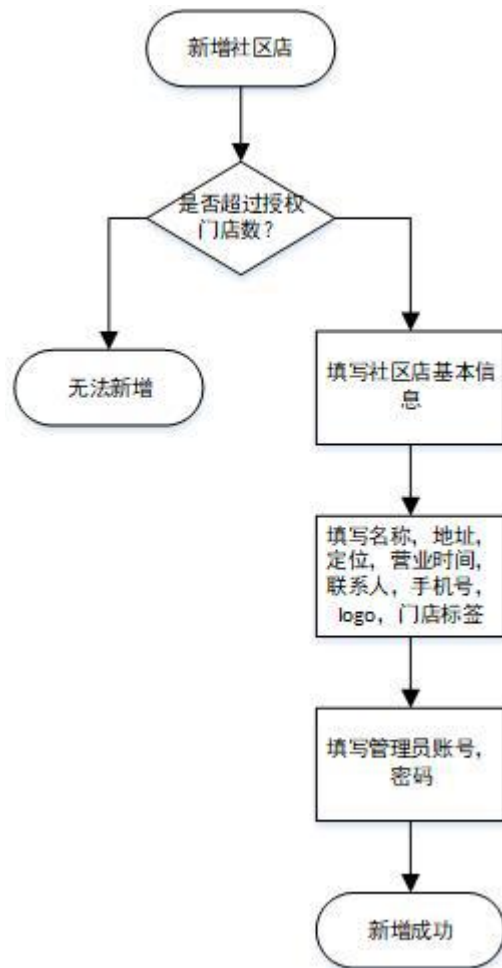 新增社区店
是否超过授权
门店数？
无法新增
填写社区店基本信
息
填写名称，地址，
定位，营业时间，
联系人，手机号，
logo，门店标签
填写管理员账号，
密码
新增成功